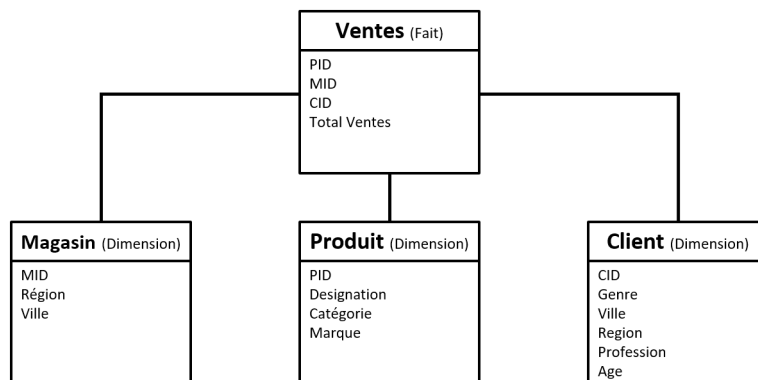 Ventes (Fait)
PID
MID
CID
Total Ventes
Magasin (Dimension)
MID
Région
Ville
Produit (Dimension)
PID
Designation
Catégorie
Marque
Client (Dimension)
CID
Genre
Ville
Region
Profession
Age